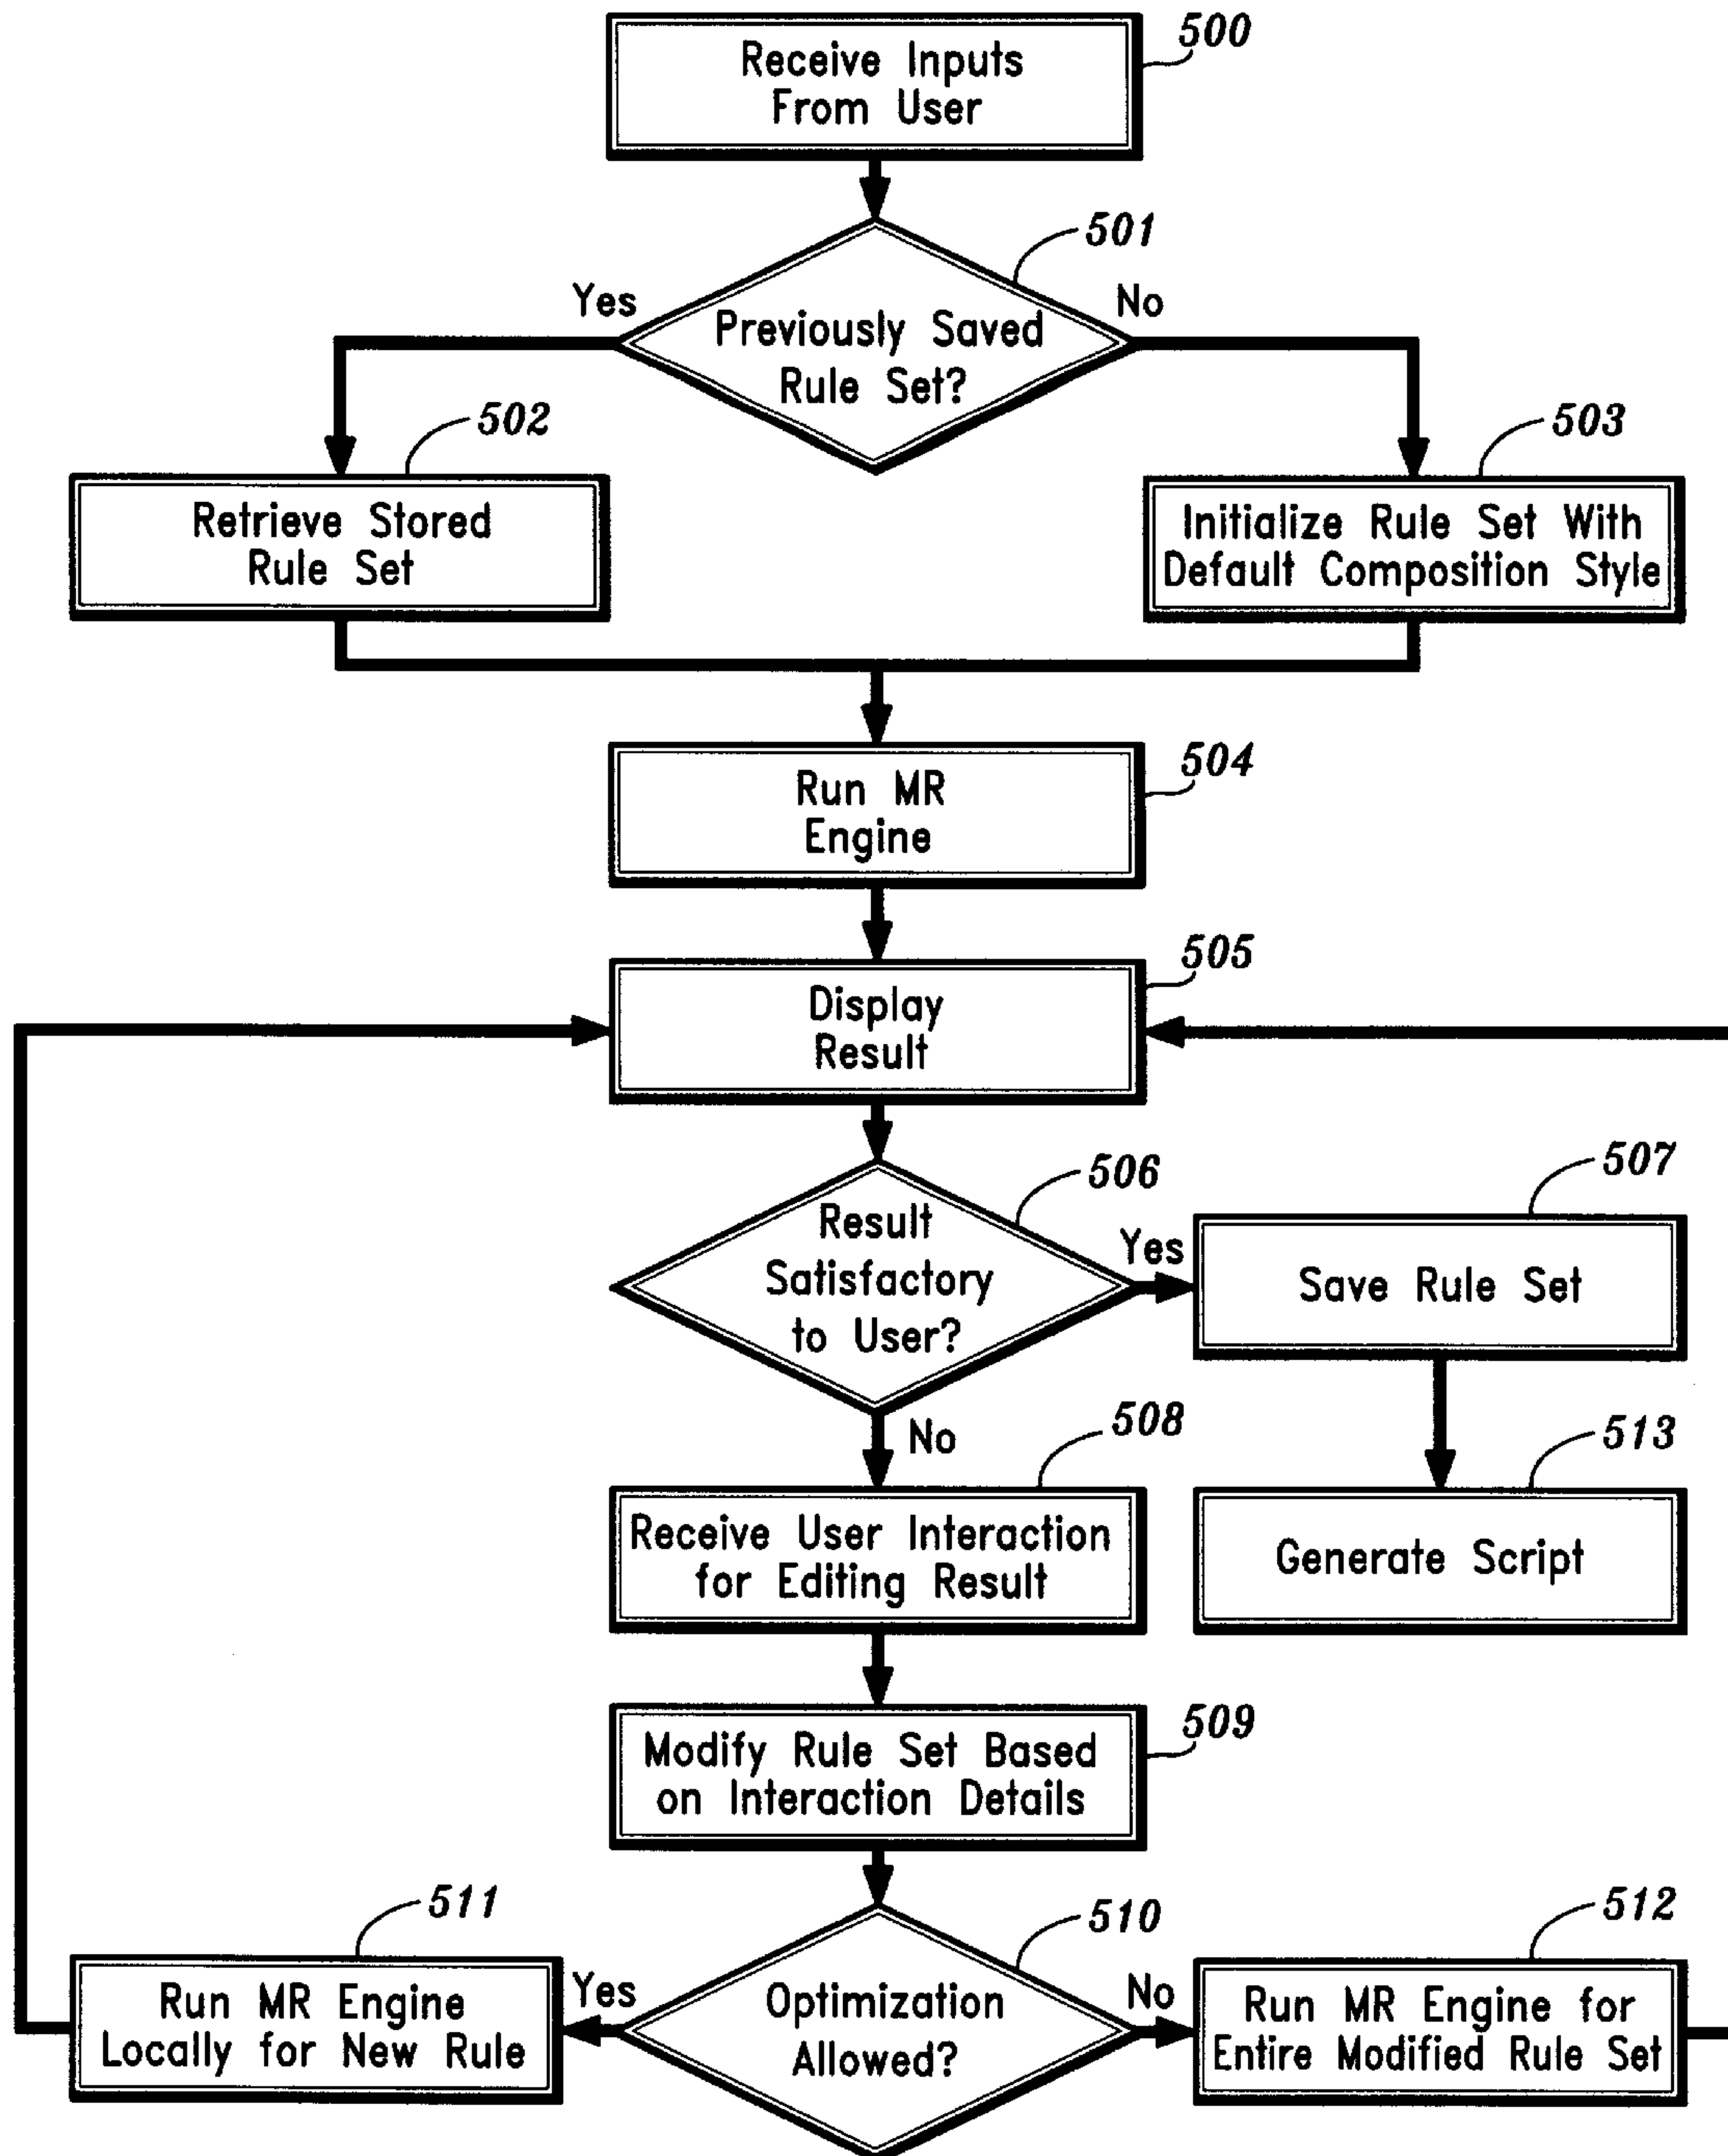 500
Receive Inputs
From User
501
Yes
No
Previously Saved
Rule Set?
502
503
Retrieve Stored
Rule Set
Initialize Rule Set With
Default Composition Style
504
Run MR
Engine
505
Display
Result
506
507
Result
Satisfactory
to User?
Yes
Save Rule Set
No
508
513
Receive User Interaction
for Editing Result
Generate Script
509
Modify Rule Set Based
on Interaction Details
511
510
512
Run MR Engine
Locally for New Rule
Yes
Optimization
Allowed?
No
Run MR Engine for
Entire Modified Rule Set